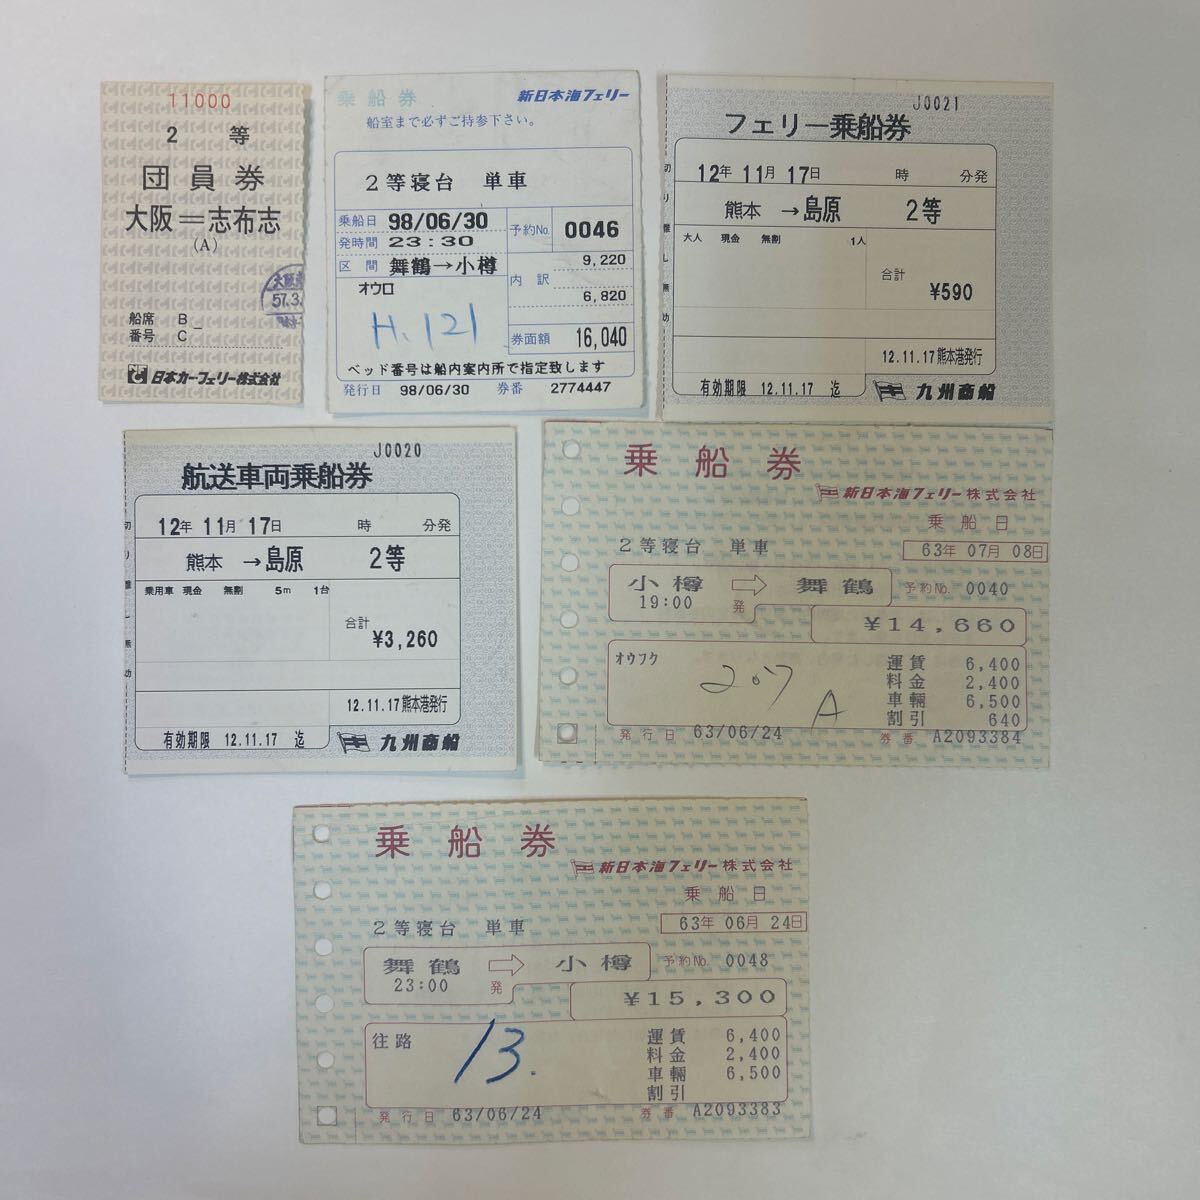 11000
2 等
団員券
大阪=志布志
(A)
57.3.
船席 B
番号 C
日本カーフェリー株式会社
乗船券 新日本海フェリー
船室まで必ずご持参下さい。
2等寝台 単車
乗船日 98/06/30
発時間 23:30
予約No. 0046
区間 舞鶴→小樽
オウロ
H.121
内訳 9,220
6,820
券面額 16,040
ベッド番号は船内案内所で指定致します
発行日 98/06/30 券番 2774447
J0021
フェリー乗船券
12年 11月 17日 時 分発
熊本 →島原 2等
大人 現金 無割 1人
合計
¥590
12.11.17熊本港発行
有効期限 12.11.17 迄
九州商船
切り離し無効
J0020
航送車両乗船券
12年 11月 17日 時 分発
熊本 →島原 2等
乗用車 現金 無割 5m 1台
合計
¥3,260
12.11.17熊本港発行
有効期限 12.11.17 迄
九州商船
切り離し無効
乗船券
新日本海フェリー株式会社
乗船日
2等寝台 単車
63年 07月 08日
小樽 ⇨ 舞鶴
19:00 発
予約No. 0040
¥14,660
オウフク
207
A
運賃 6,400
料金 2,400
車輛 6,500
割引 640
発行日 63/06/24
券番 A2093384
乗船券
新日本海フェリー株式会社
乗船日
2等寝台 単車
63年 06月 24日
舞鶴 ⇨ 小樽
23:00 発
予約No. 0048
¥15,300
往路
13.
運賃 6,400
料金 2,400
車輛 6,500
割引
発行日 63/06/24
券番 A2093383